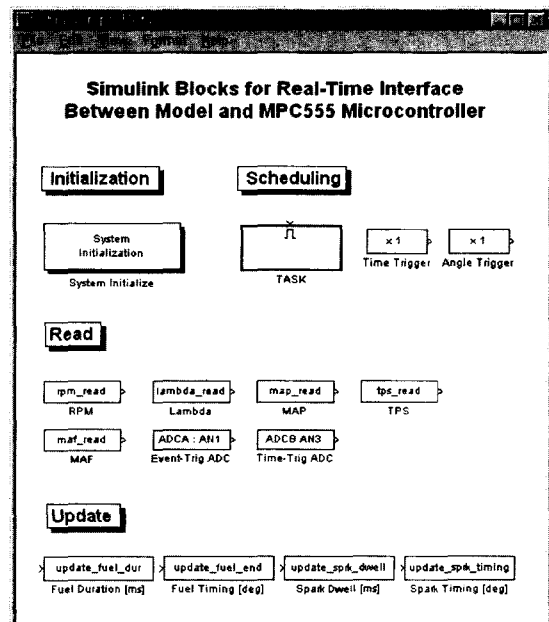 Simulink Blocks for Real-Time Interface
Between Model and MPC555 Microcontroller
Initialization
Scheduling
System
Initialization
System Initialize
TASK
x 1
Time Trigger
x 1
Angle Trigger
Read
rpm_read
RPM
lambda_read
Lambda
map_read
MAP
tps_read
TPS
maf_read
MAF
ADCA : AN1
Event-Trig ADC
ADCB AN3
Time-Trig ADC
Update
update_fuel_dur
Fuel Duration [ms]
update_fuel_end
Fuel Timing [deg]
update_sprk_dwell
Spark Dwell [ms]
update_sprk_timing
Spark Timing [deg]